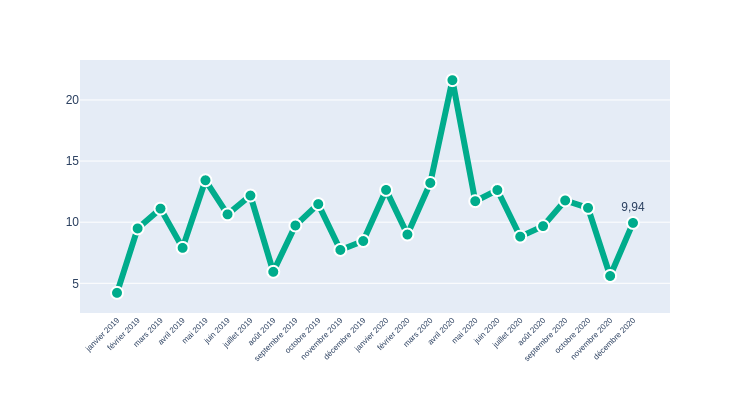 20
15
10
5
9,94
janvier 2019
février 2019
mars 2019
avril 2019
mai 2019
juin 2019
juillet 2019
août 2019
septembre 2019
octobre 2019
novembre 2019
décembre 2019
janvier 2020
février 2020
mars 2020
avril 2020
mai 2020
juin 2020
juillet 2020
août 2020
septembre 2020
octobre 2020
novembre 2020
décembre 2020